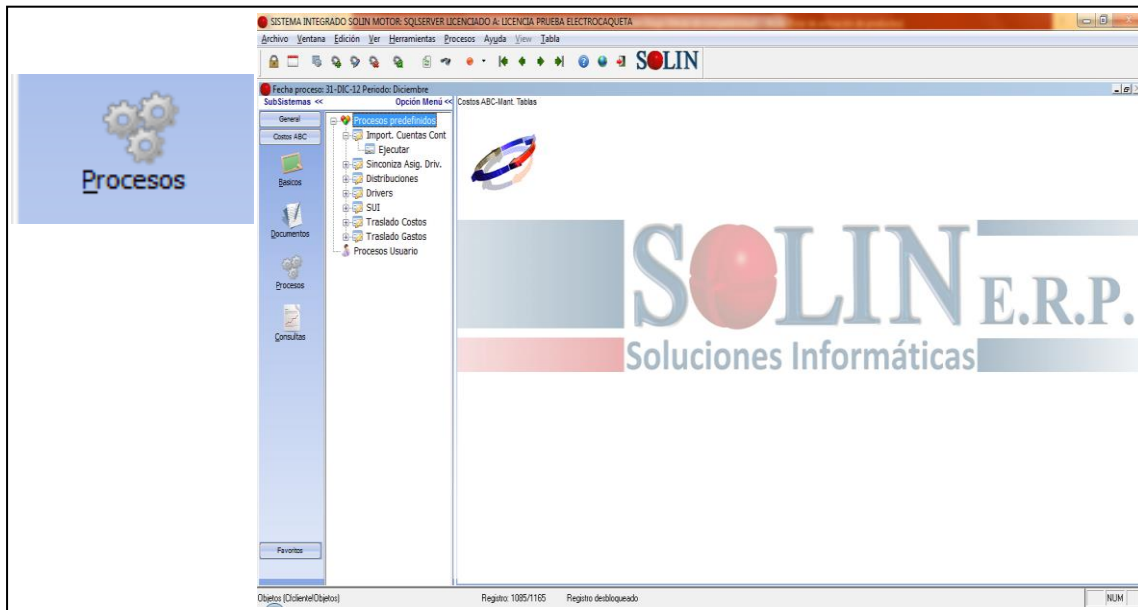 Procesos
SISTEMA INTEGRADO SOLIN MOTOR: SQLSERVER LICENCIADO A: LICENCIA PRUEBA ELECTROCAQUETA
Archivo Ventana Edición Ver Herramientas Procesos Ayuda View Tabla
SOLIN
Fecha proceso: 31-DIC-12 Periodo: Diciembre
SubSistemas << Opción Menú << Costos ABC-Mant. Tablas
General
Costos ABC
Basicos
Documentos
Procesos
Consultas
Favoritos
Procesos predefinidos
Import. Cuentas Cont
Ejecutar
Sinconiza Asig. Driv.
Distribuciones
Drivers
SUI
Traslado Costos
Traslado Gastos
Procesos Usuario
SOLIN E.R.P.
Soluciones Informáticas
Objetos (Clcliente!Objetos) Registro: 1085/1165 Registro desbloqueado NUM